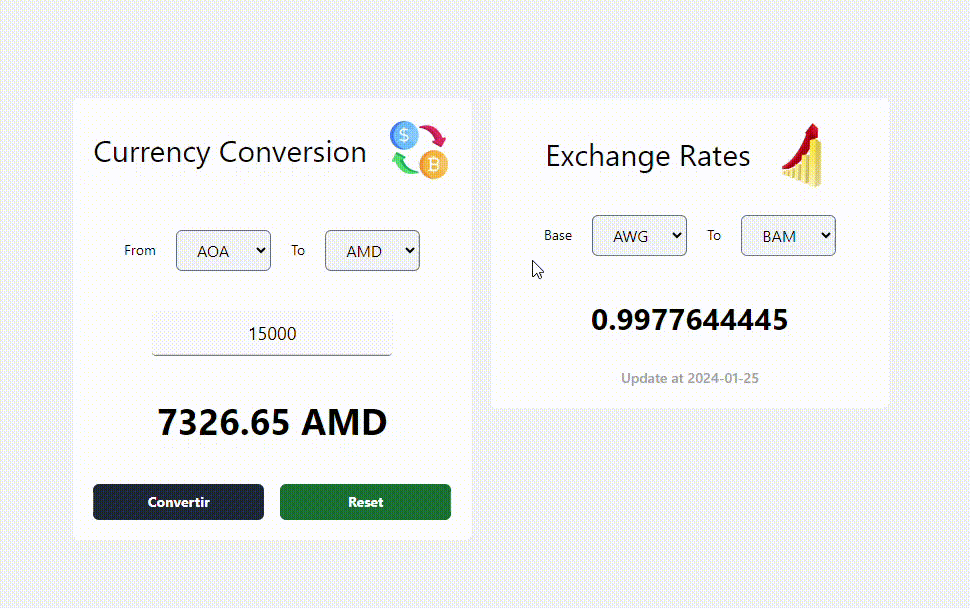 Currency Conversion
$
B
From AOA To AMD
15000
7326.65 AMD
Convertir Reset
Exchange Rates
Base AWG To BAM
0.9977644445
Update at 2024-01-25